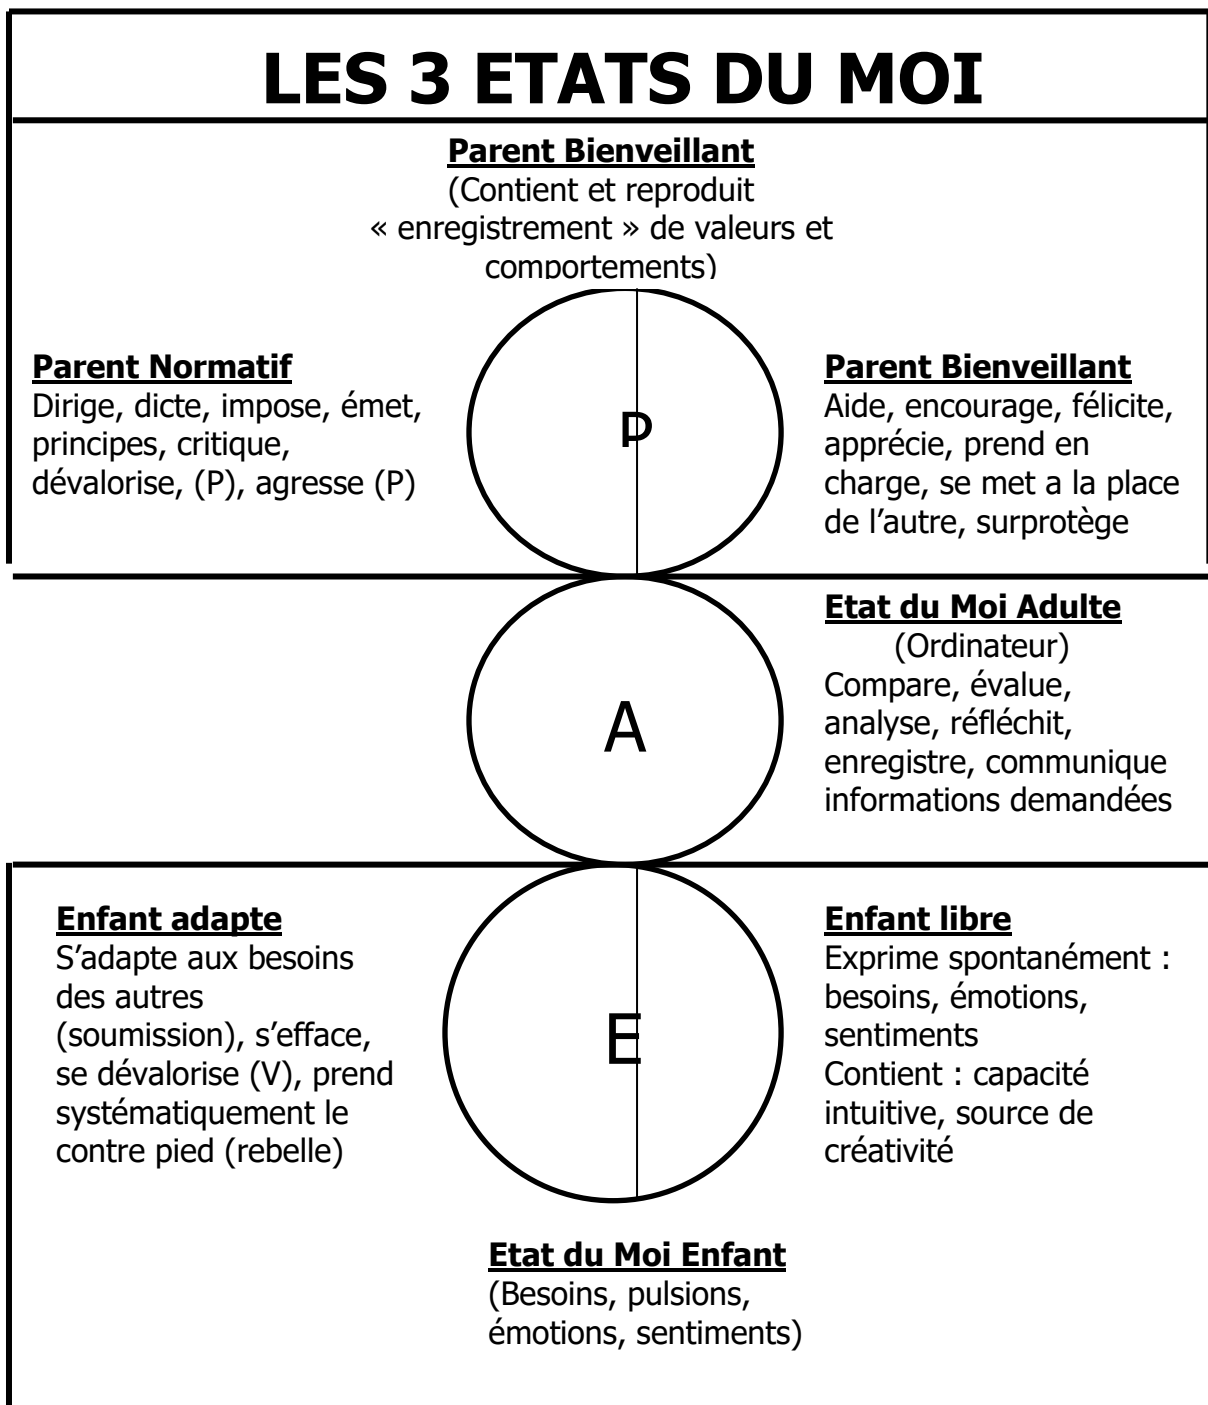 LES 3 ETATS DU MOI
Parent Bienveillant
(Contient et reproduit
« enregistrement » de valeurs et
comportements)
Parent Normatif
Dirige, dicte, impose, émet,
principes, critique,
dévalorise, (P), agresse (P)
P
Parent Bienveillant
Aide, encourage, félicite,
apprécie, prend en
charge, se met a la place
de l’autre, surprotège
A
Etat du Moi Adulte
(Ordinateur)
Compare, évalue,
analyse, réfléchit,
enregistre, communique
informations demandées
Enfant adapte
S’adapte aux besoins
des autres
(soumission), s’efface,
se dévalorise (V), prend
systématiquement le
contre pied (rebelle)
E
Enfant libre
Exprime spontanément :
besoins, émotions,
sentiments
Contient : capacité
intuitive, source de
créativité
Etat du Moi Enfant
(Besoins, pulsions,
émotions, sentiments)